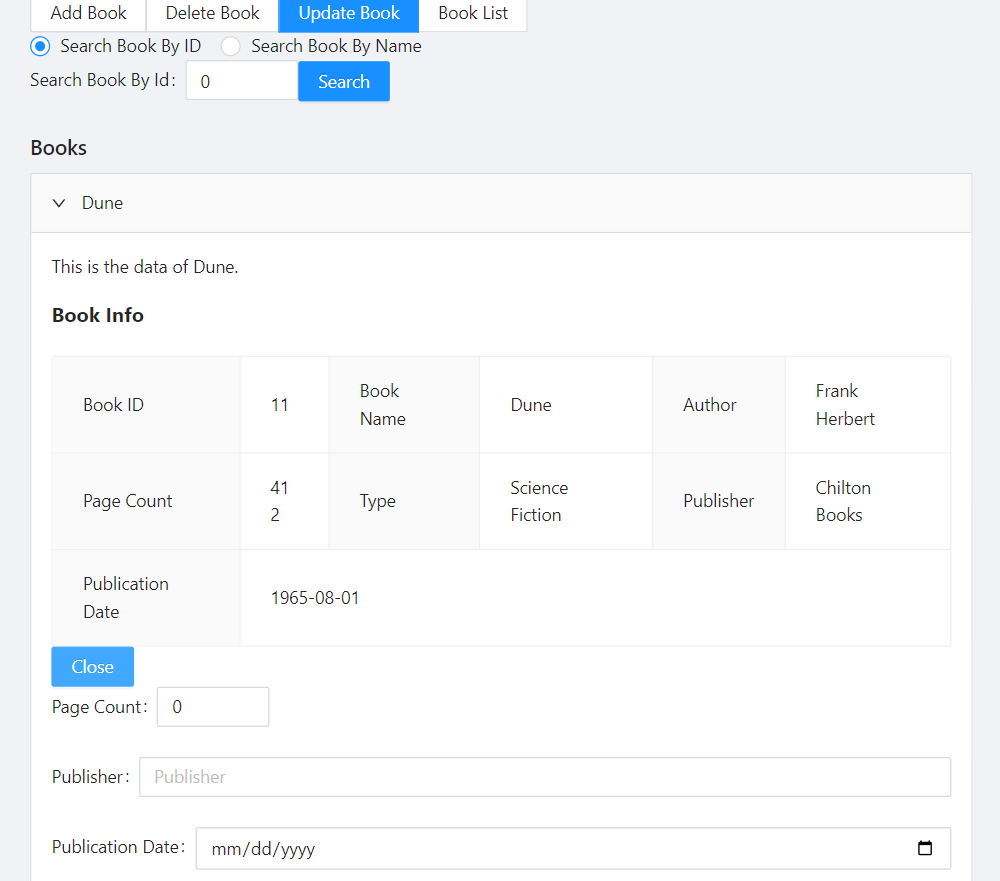 Add Book Delete Book Update Book Book List
Search Book By ID Search Book By Name
Search Book By Id: 0 Search
Books
Dune
This is the data of Dune.
Book Info
Book ID 11 Book Name Dune Author Frank Herbert
Page Count 412 Type Science Fiction Publisher Chilton Books
Publication Date 1965-08-01
Close
Page Count: 0
Publisher: Publisher
Publication Date: mm/dd/yyyy